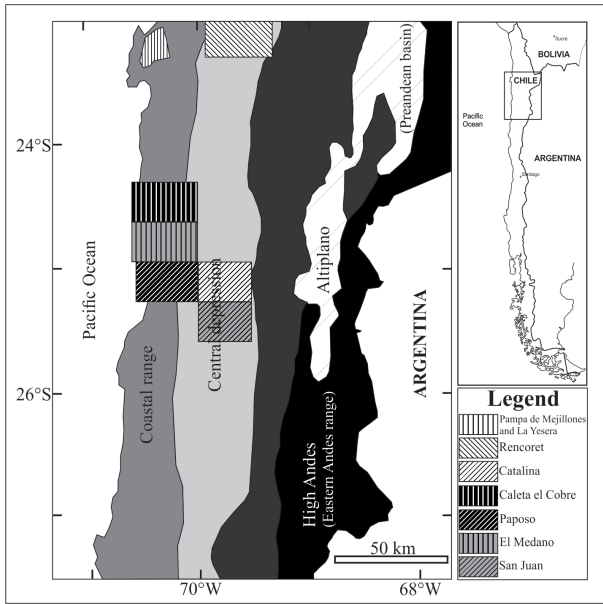 24°S
26°S
70°W
68°W
Pacific Ocean
Coastal range
Central depression
Altiplano
(Preandean basin)
High Andes
(Eastern Andes range)
ARGENTINA
50 km
Sucre
BOLIVIA
CHILE
Pacific
Ocean
ARGENTINA
Santiago
Legend
Pampa de Mejillones
and La Yesera
Rencoret
Catalina
Caleta el Cobre
Paposo
El Medano
San Juan